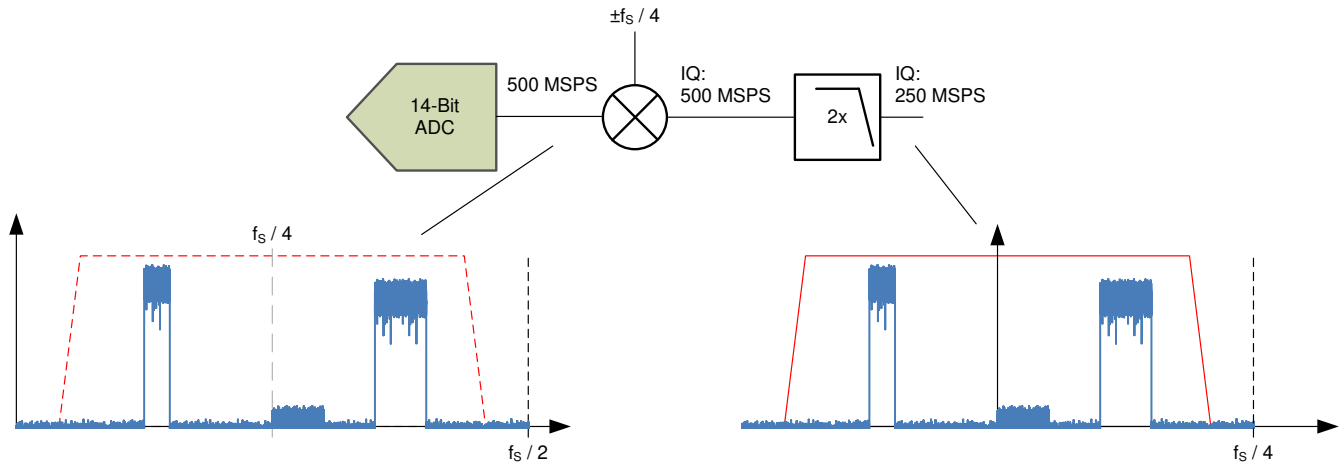 ±fS / 4
14-Bit
ADC
500 MSPS
IQ:
500 MSPS
2x
IQ:
250 MSPS
fS / 4
fS / 2
fS / 4